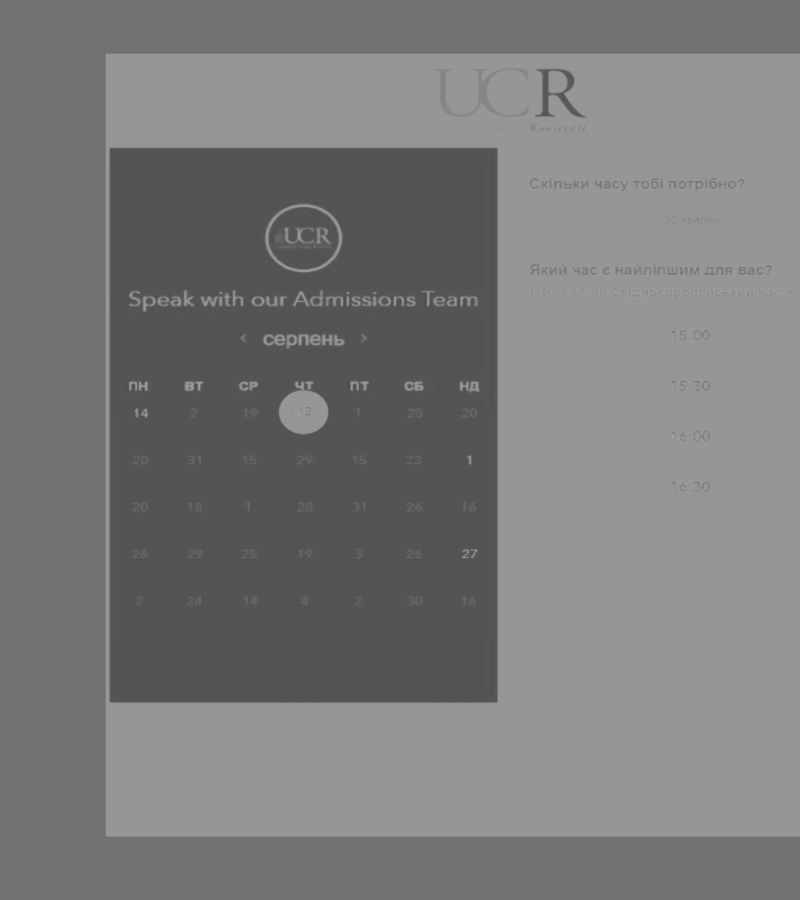 UCR
Roosevelt
UCR
Speak with our Admissions Team
‹ серпень ›
ПН ВТ СР ЧТ ПТ СБ НД
14 2 19 12 1 28 20
20 31 15 29 15 23 1
20 18 1 28 31 26 16
26 29 25 19 3 26 27
2 24 14 4 2 30 16
Скільки часу тобі потрібно?
30 хвилин
Який час є найліпшим для вас?
Східноєвропейський час
15:00
15:30
16:00
16:30